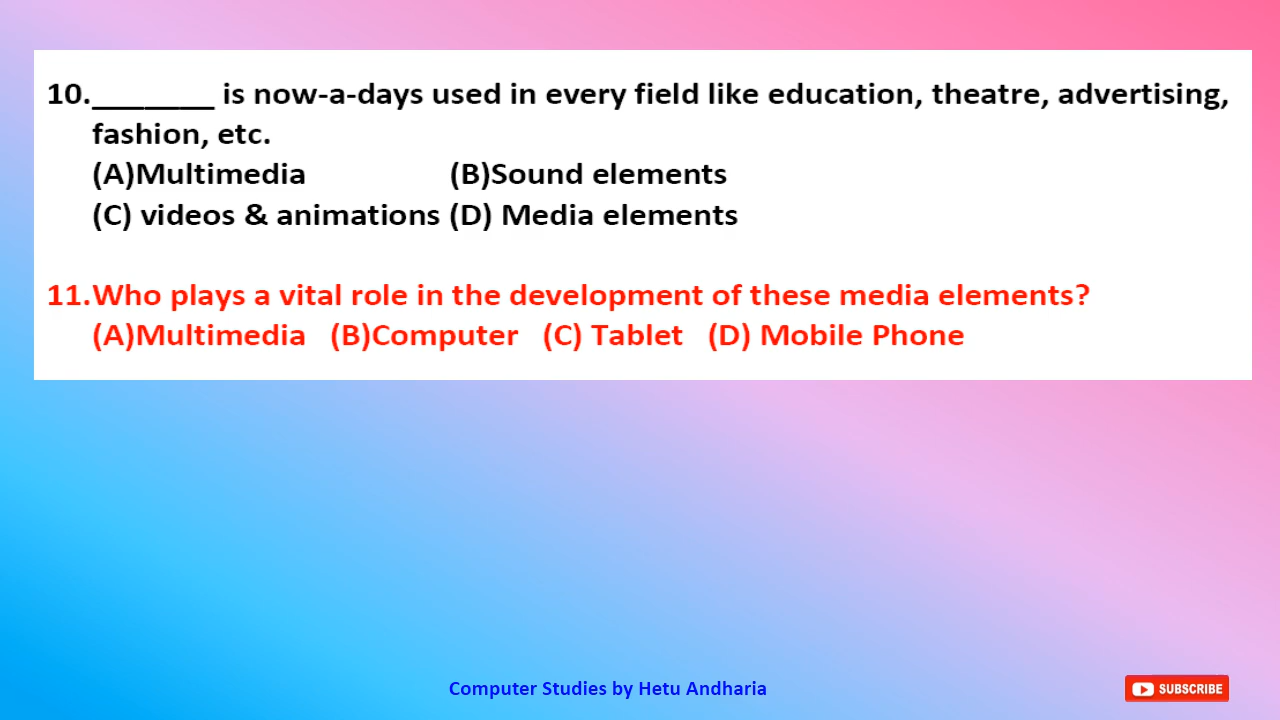 10._______ is now-a-days used in every field like education, theatre, advertising,
fashion, etc.
(A)Multimedia (B)Sound elements
(C) videos & animations (D) Media elements
11.Who plays a vital role in the development of these media elements?
(A)Multimedia (B)Computer (C) Tablet (D) Mobile Phone
Computer Studies by Hetu Andharia
SUBSCRIBE